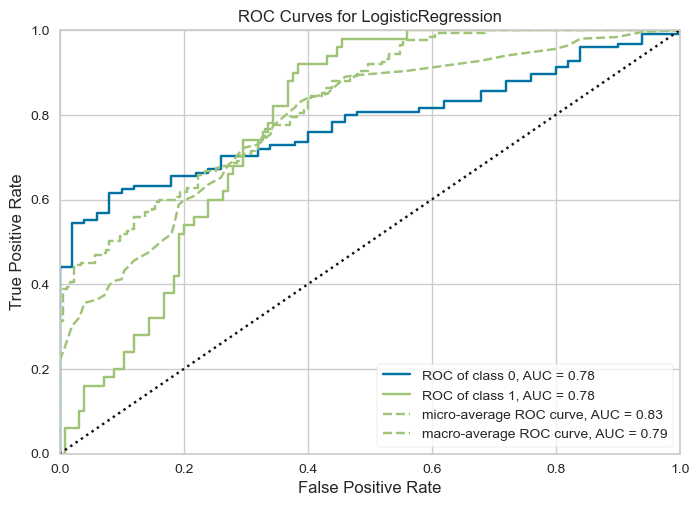 ROC Curves for LogisticRegression
1.0
0.8
0.6
0.4
0.2
0.0
True Positive Rate
ROC of class 0, AUC = 0.78
ROC of class 1, AUC = 0.78
micro-average ROC curve, AUC = 0.83
macro-average ROC curve, AUC = 0.79
0.0 0.2 0.4 0.6 0.8 1.0
False Positive Rate